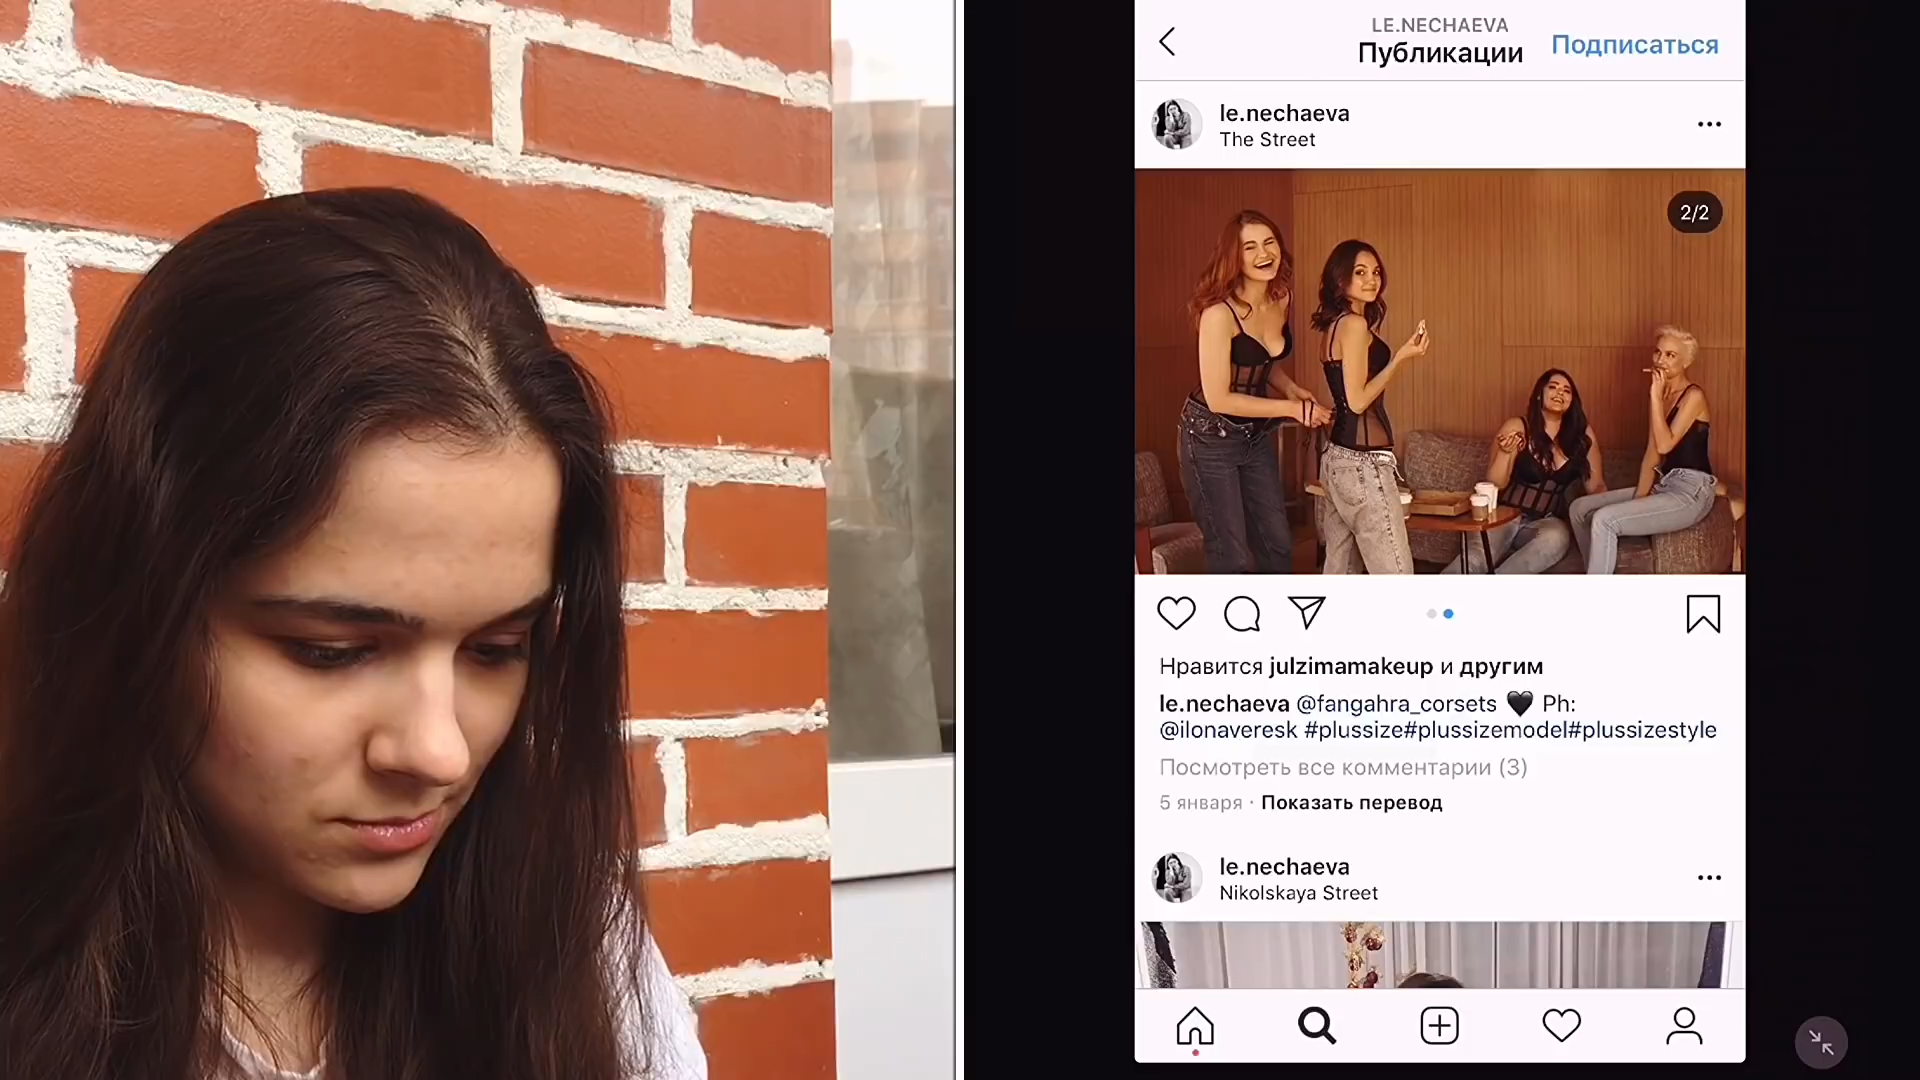 LE.NECHAEVA
Публикации
Подписаться
le.nechaeva
The Street
2/2
Нравится julzimamakeup и другим
le.nechaeva @fangahra_corsets 🖤 Ph:
@ilonaveresk #plussize#plussizemodel#plussizestyle
Посмотреть все комментарии (3)
5 января · Показать перевод
le.nechaeva
Nikolskaya Street